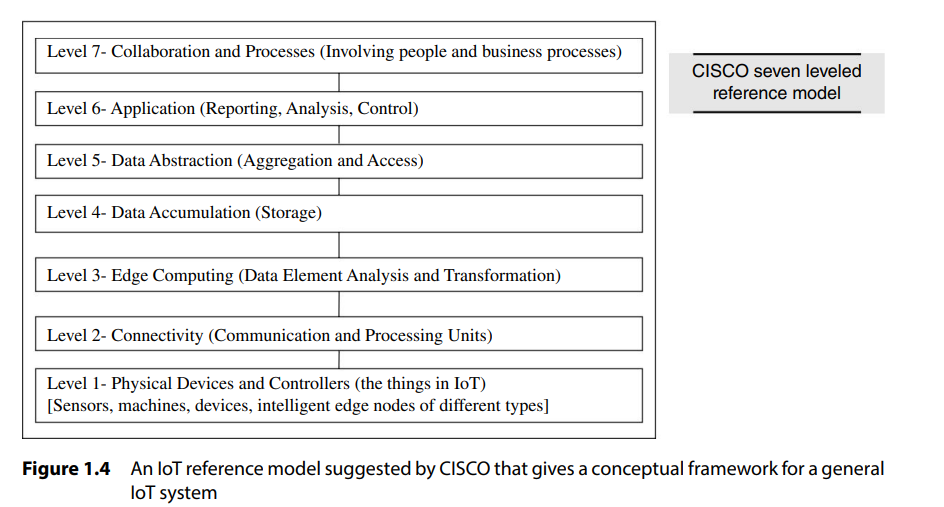 Level 7- Collaboration and Processes (Involving people and business processes)
CISCO seven leveled
reference model
Level 6- Application (Reporting, Analysis, Control)
Level 5- Data Abstraction (Aggregation and Access)
Level 4- Data Accumulation (Storage)
Level 3- Edge Computing (Data Element Analysis and Transformation)
Level 2- Connectivity (Communication and Processing Units)
Level 1- Physical Devices and Controllers (the things in IoT)
[Sensors, machines, devices, intelligent edge nodes of different types]
Figure 1.4 An IoT reference model suggested by CISCO that gives a conceptual framework for a general
IoT system